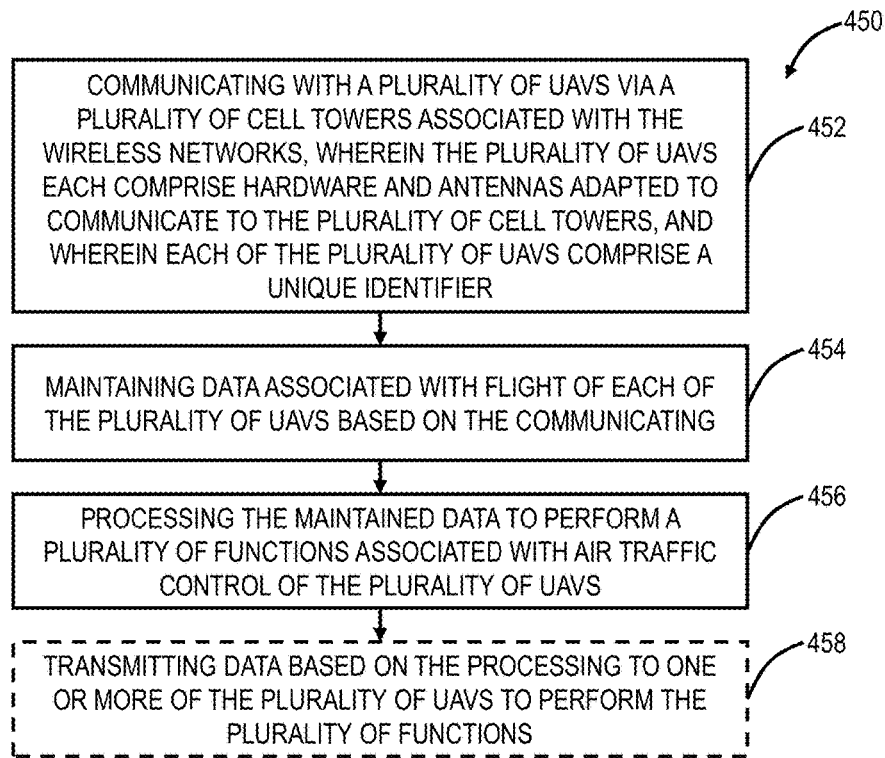 450
COMMUNICATING WITH A PLURALITY OF UAVS VIA A
PLURALITY OF CELL TOWERS ASSOCIATED WITH THE
WIRELESS NETWORKS, WHEREIN THE PLURALITY OF UAVS
EACH COMPRISE HARDWARE AND ANTENNAS ADAPTED TO
COMMUNICATE TO THE PLURALITY OF CELL TOWERS, AND
WHEREIN EACH OF THE PLURALITY OF UAVS COMPRISE A
UNIQUE IDENTIFIER
452
MAINTAINING DATA ASSOCIATED WITH FLIGHT OF EACH OF
THE PLURALITY OF UAVS BASED ON THE COMMUNICATING
454
PROCESSING THE MAINTAINED DATA TO PERFORM A
PLURALITY OF FUNCTIONS ASSOCIATED WITH AIR TRAFFIC
CONTROL OF THE PLURALITY OF UAVS
456
TRANSMITTING DATA BASED ON THE PROCESSING TO ONE
OR MORE OF THE PLURALITY OF UAVS TO PERFORM THE
PLURALITY OF FUNCTIONS
458